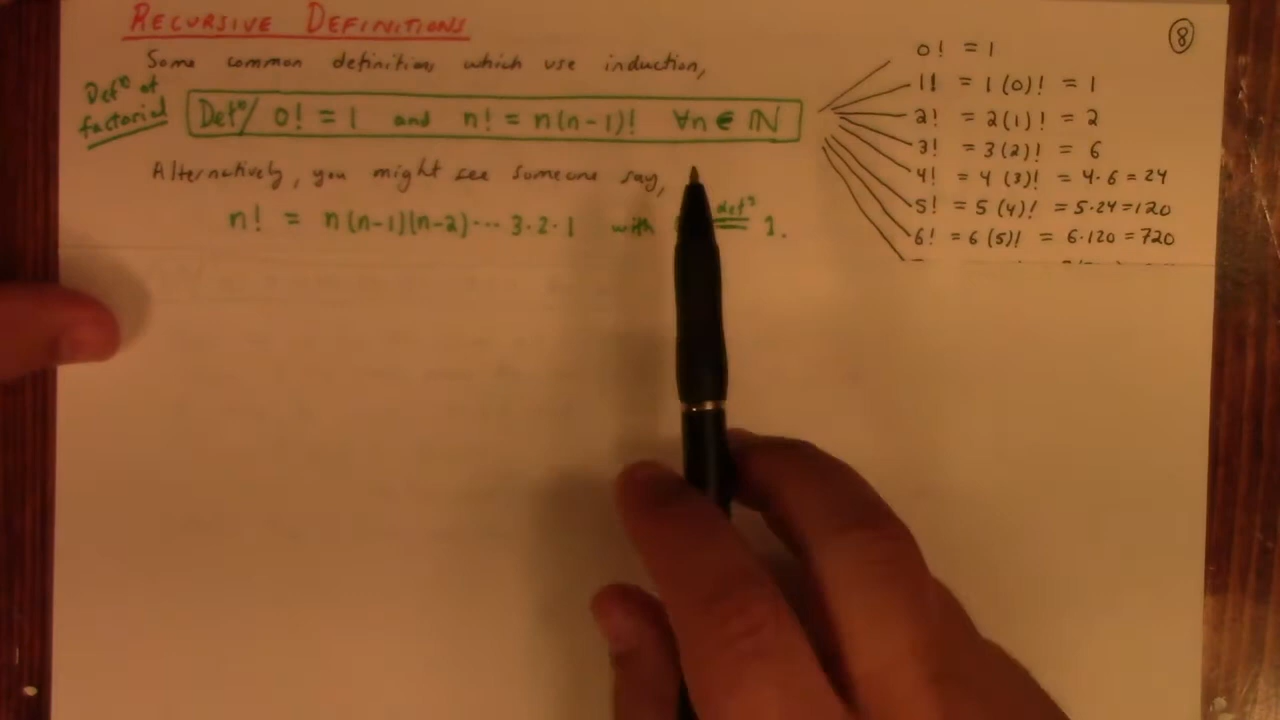 RECURSIVE DEFINITIONS
Some common definitions which use induction,
Defⁿ of
factorial
Defⁿ/ 0! = 1 and n! = n(n-1)! ∀n ∈ ℕ
Alternatively, you might see someone say,
n! = n(n-1)(n-2)⋯3·2·1 with defⁿ 1.
8
0! = 1
1! = 1(0)! = 1
2! = 2(1)! = 2
3! = 3(2)! = 6
4! = 4(3)! = 4·6 = 24
5! = 5(4)! = 5·24 = 120
6! = 6(5)! = 6·120 = 720